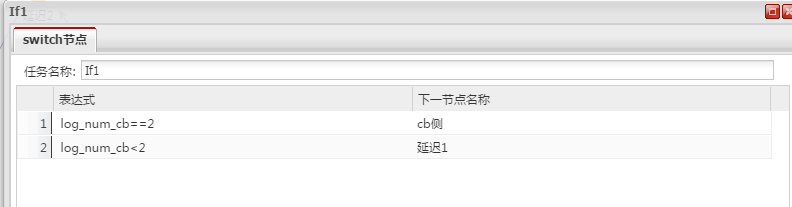 If1
switch节点
任务名称: If1
表达式 下一节点名称
1 log_num_cb==2 cb侧
2 log_num_cb<2 延迟1